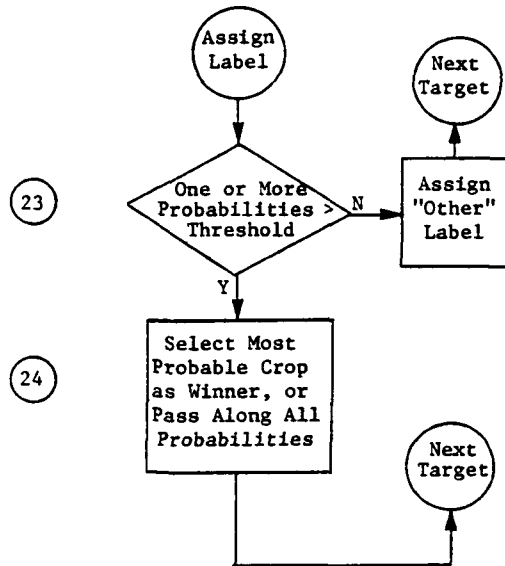 Assign
Label
Next
Target
23
One or More
Probabilities >
Threshold
N
Assign
"Other"
Label
Y
24
Select Most
Probable Crop
as Winner, or
Pass Along All
Probabilities
Next
Target